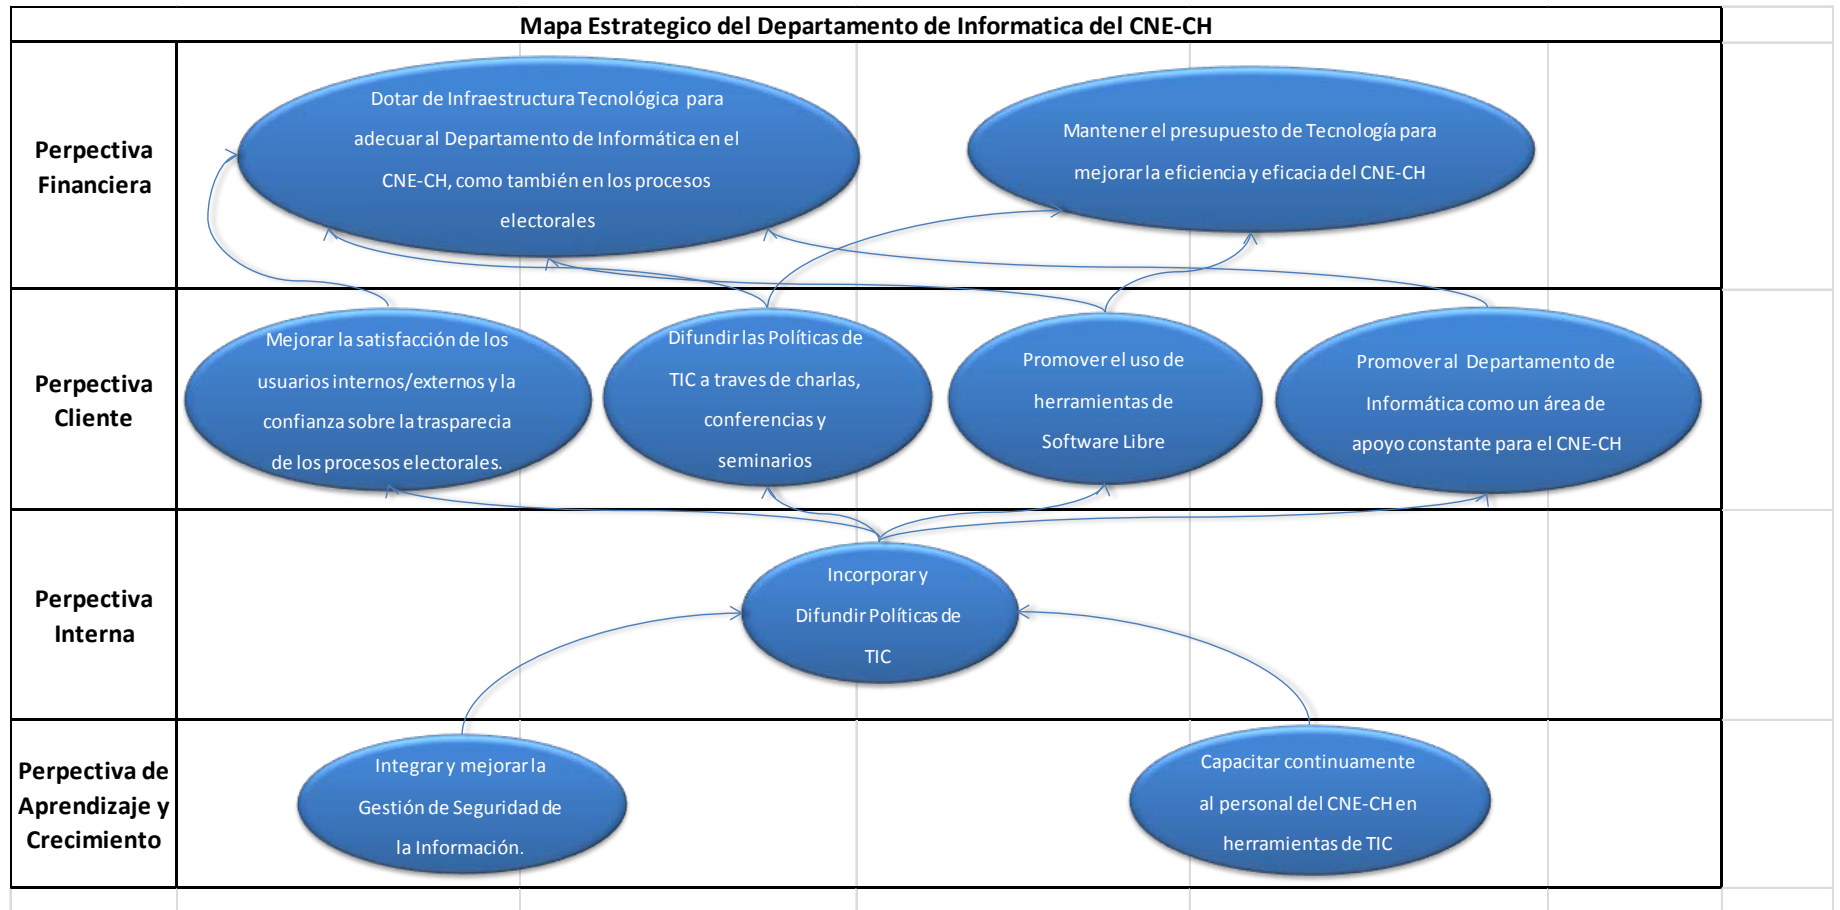 Mapa Estrategico del Departamento de Informatica del CNE-CH
Perpectiva
Financiera
Dotar de Infraestructura Tecnológica para
adecuar al Departamento de Informática en el
CNE-CH, como también en los procesos
electorales
Mantener el presupuesto de Tecnología para
mejorar la eficiencia y eficacia del CNE-CH
Perpectiva
Cliente
Mejorar la satisfacción de los
usuarios internos/externos y la
confianza sobre la trasparecia
de los procesos electorales.
Difundir las Políticas de
TIC a traves de charlas,
conferencias y
seminarios
Promover el uso de
herramientas de
Software Libre
Promover al Departamento de
Informática como un área de
apoyo constante para el CNE-CH
Perpectiva
Interna
Incorporar y
Difundir Políticas de
TIC
Perpectiva de
Aprendizaje y
Crecimiento
Integrar y mejorar la
Gestión de Seguridad de
la Información.
Capacitar continuamente
al personal del CNE-CH en
herramientas de TIC